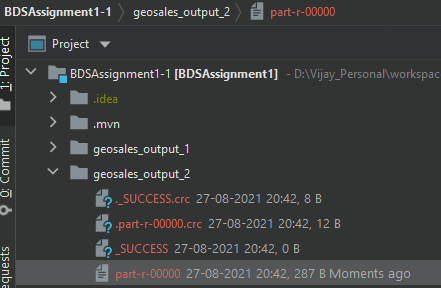 BDSAssignment1-1 geosales_output_2 part-r-00000
Project
BDSAssignment1-1 [BDSAssignment1] - D:\Vijay_Personal\workspac
.idea
.mvn
geosales_output_1
geosales_output_2
._SUCCESS.crc 27-08-2021 20:42, 8 B
.part-r-00000.crc 27-08-2021 20:42, 12 B
_SUCCESS 27-08-2021 20:42, 0 B
part-r-00000 27-08-2021 20:42, 287 B Moments ago
1: Project
0: Commit
equests